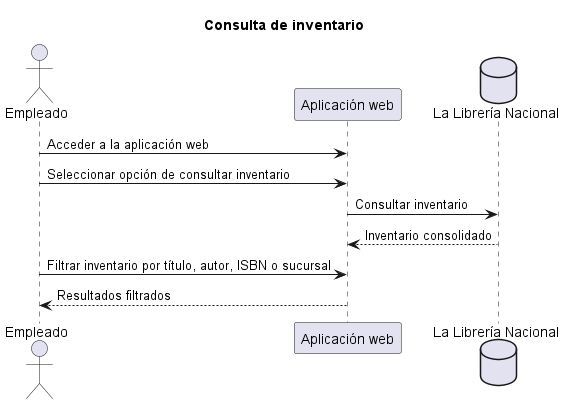 Consulta de inventario
Empleado
Aplicación web
La Librería Nacional
Acceder a la aplicación web
Seleccionar opción de consultar inventario
Consultar inventario
Inventario consolidado
Filtrar inventario por título, autor, ISBN o sucursal
Resultados filtrados
Empleado
Aplicación web
La Librería Nacional